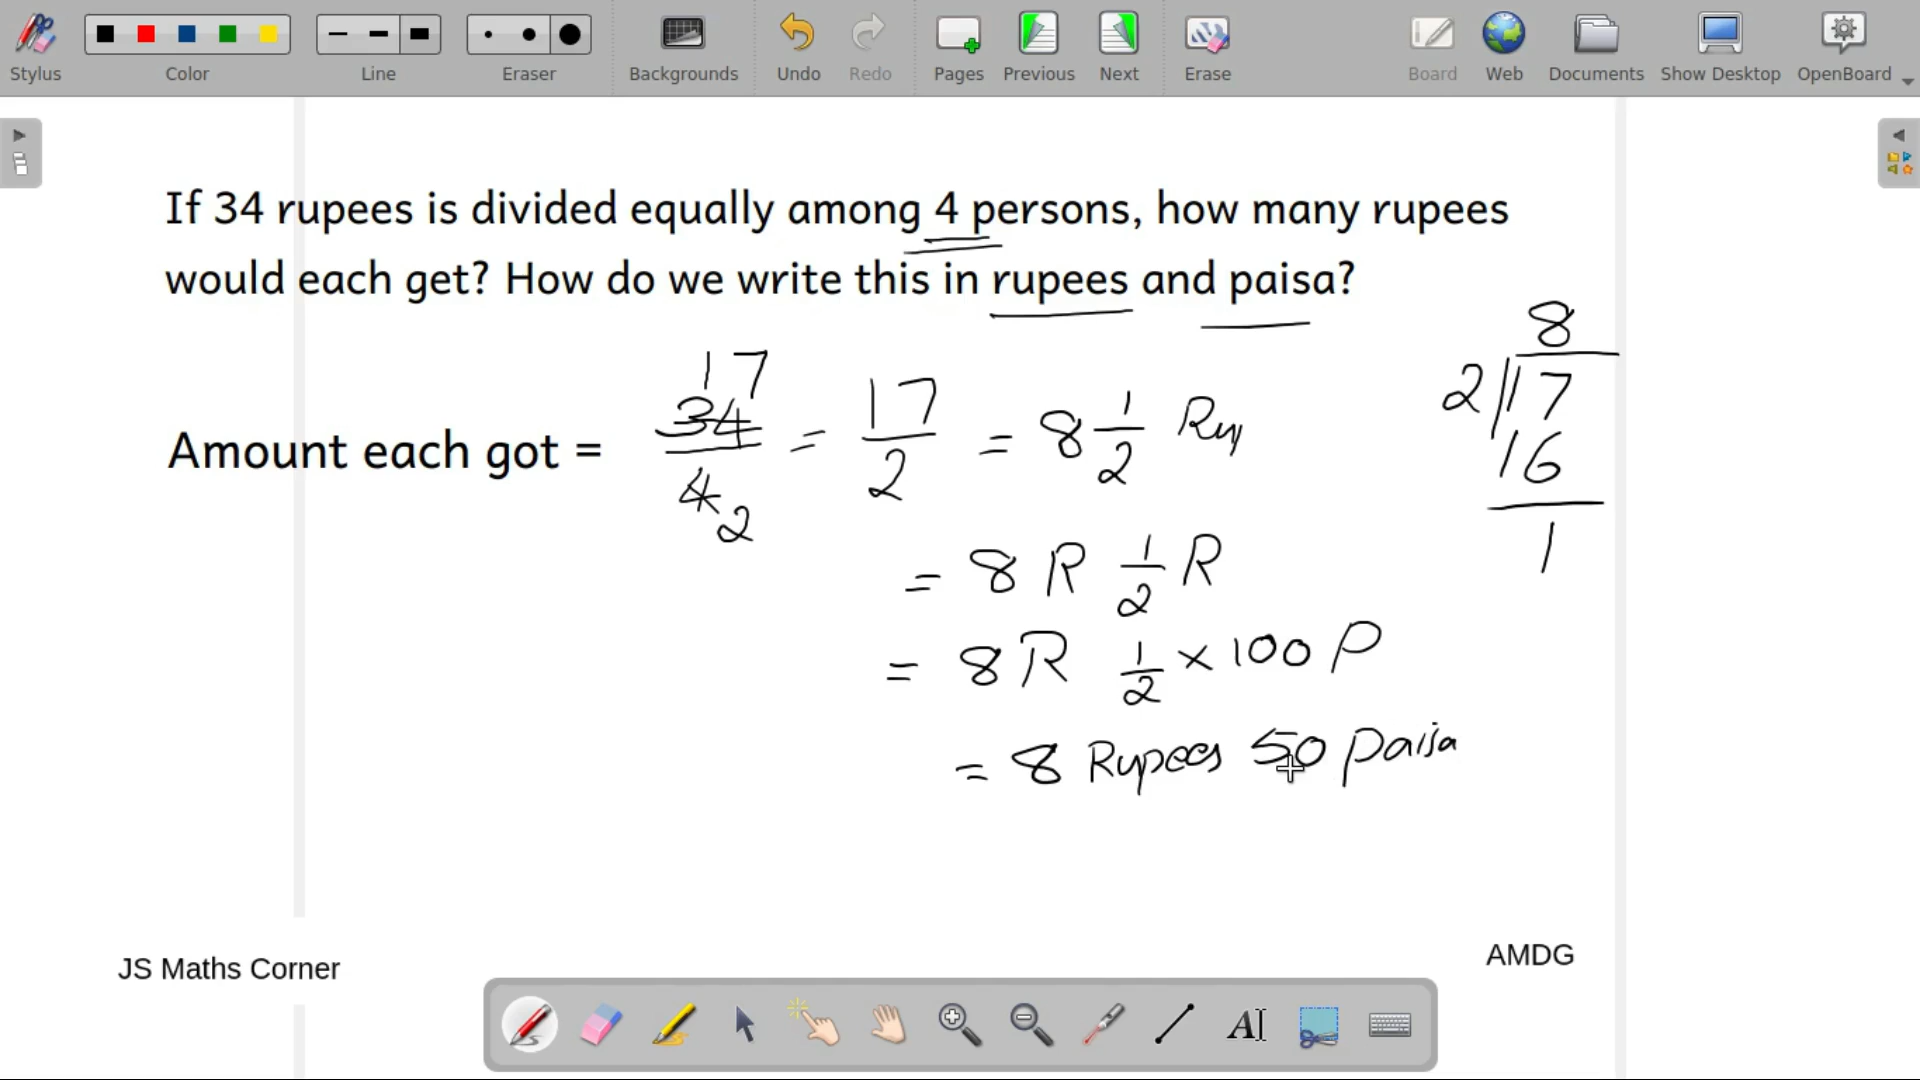 Stylus Color Line Eraser Backgrounds Undo Redo Pages Previous Next Erase Board Web Documents Show Desktop OpenBoard
If 34 rupees is divided equally among 4 persons, how many rupees
would each get? How do we write this in rupees and paisa?
Amount each got = 34/4 = 17/2 = 8 1/2 Rup
17
2
= 8 R 1/2 R
= 8 R 1/2 × 100 P
= 8 Rupees 50 Paisa
8
2 17
16
1
JS Maths Corner
AMDG